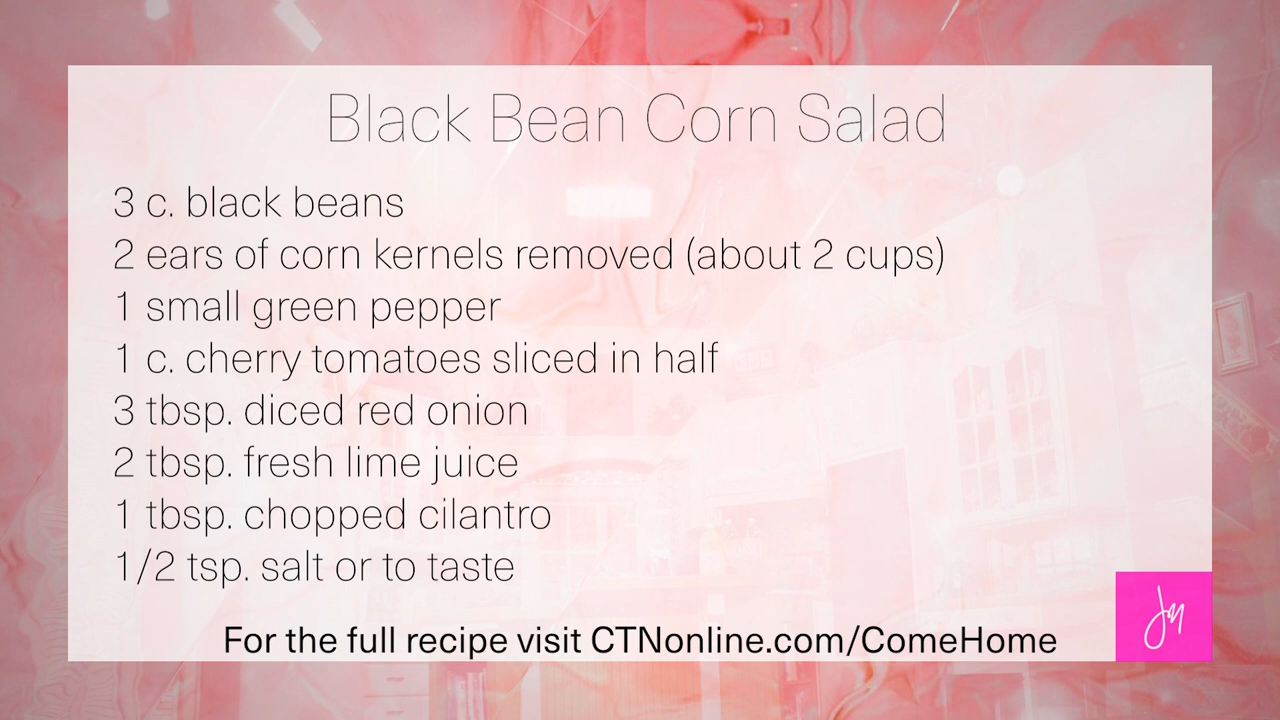 Black Bean Corn Salad
3 c. black beans
2 ears of corn kernels removed (about 2 cups)
1 small green pepper
1 c. cherry tomatoes sliced in half
3 tbsp. diced red onion
2 tbsp. fresh lime juice
1 tbsp. chopped cilantro
1/2 tsp. salt or to taste
For the full recipe visit CTNonline.com/ComeHome